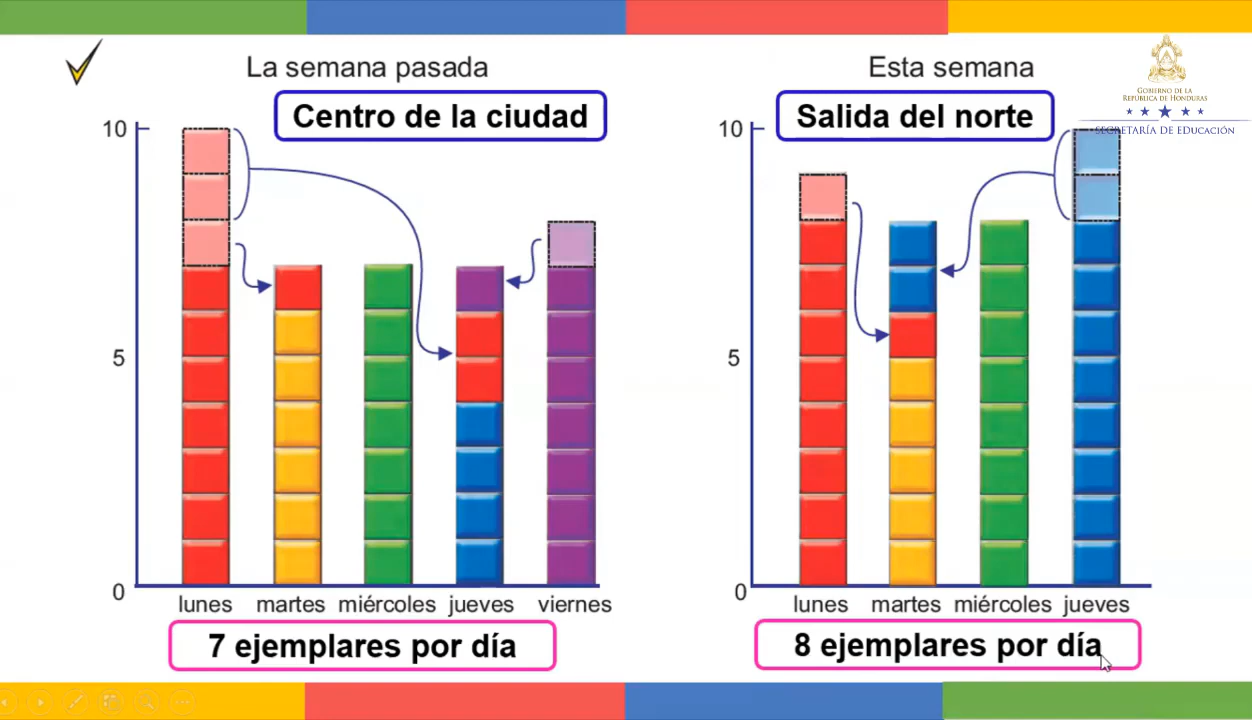 La semana pasada
Centro de la ciudad
10
5
0
lunes martes miércoles jueves viernes
7 ejemplares por día
Esta semana
Salida del norte
10
5
0
lunes martes miércoles jueves
8 ejemplares por día
GOBIERNO DE LA
REPÚBLICA DE HONDURAS
SECRETARÍA DE EDUCACIÓN